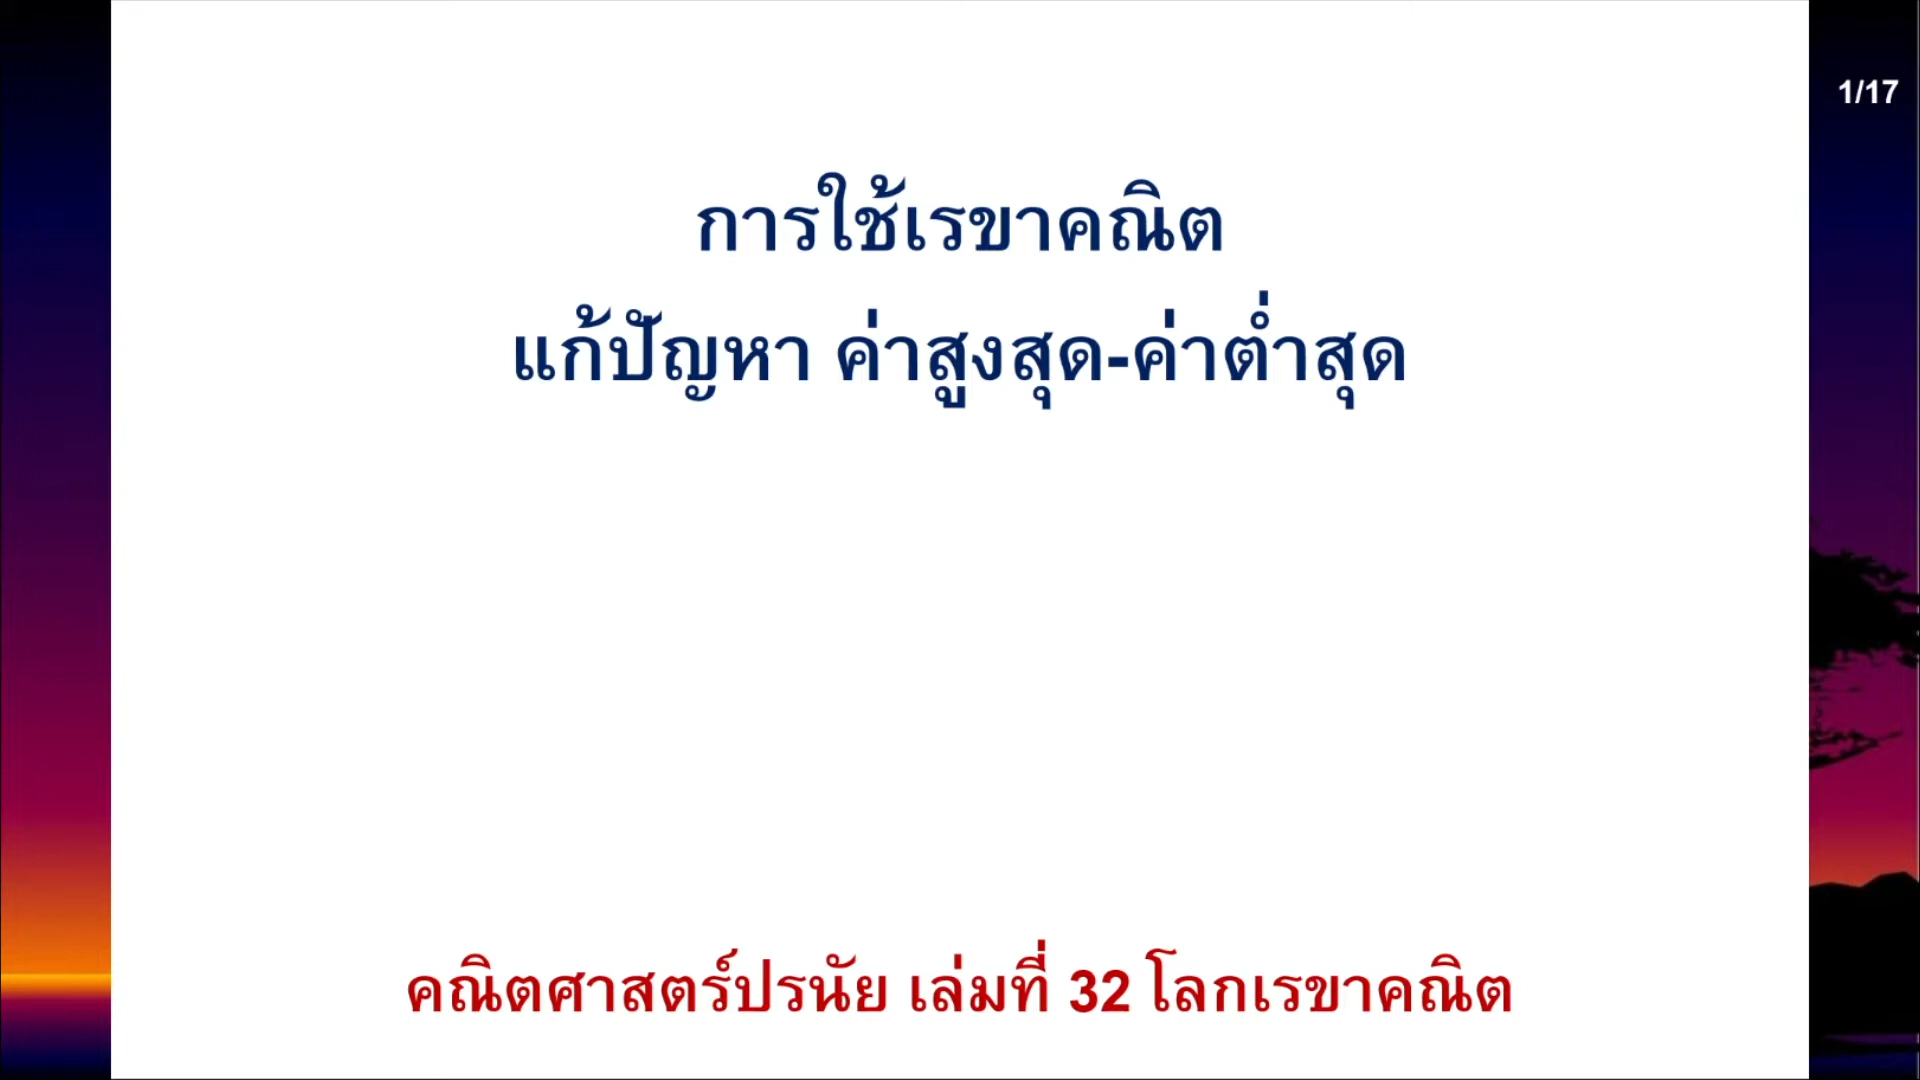 1/17
การใช้เรขาคณิต
แก้ปัญหา ค่าสูงสุด-ค่าต่ำสุด
คณิตศาสตร์ปรนัย เล่มที่ 32 โลกเรขาคณิต